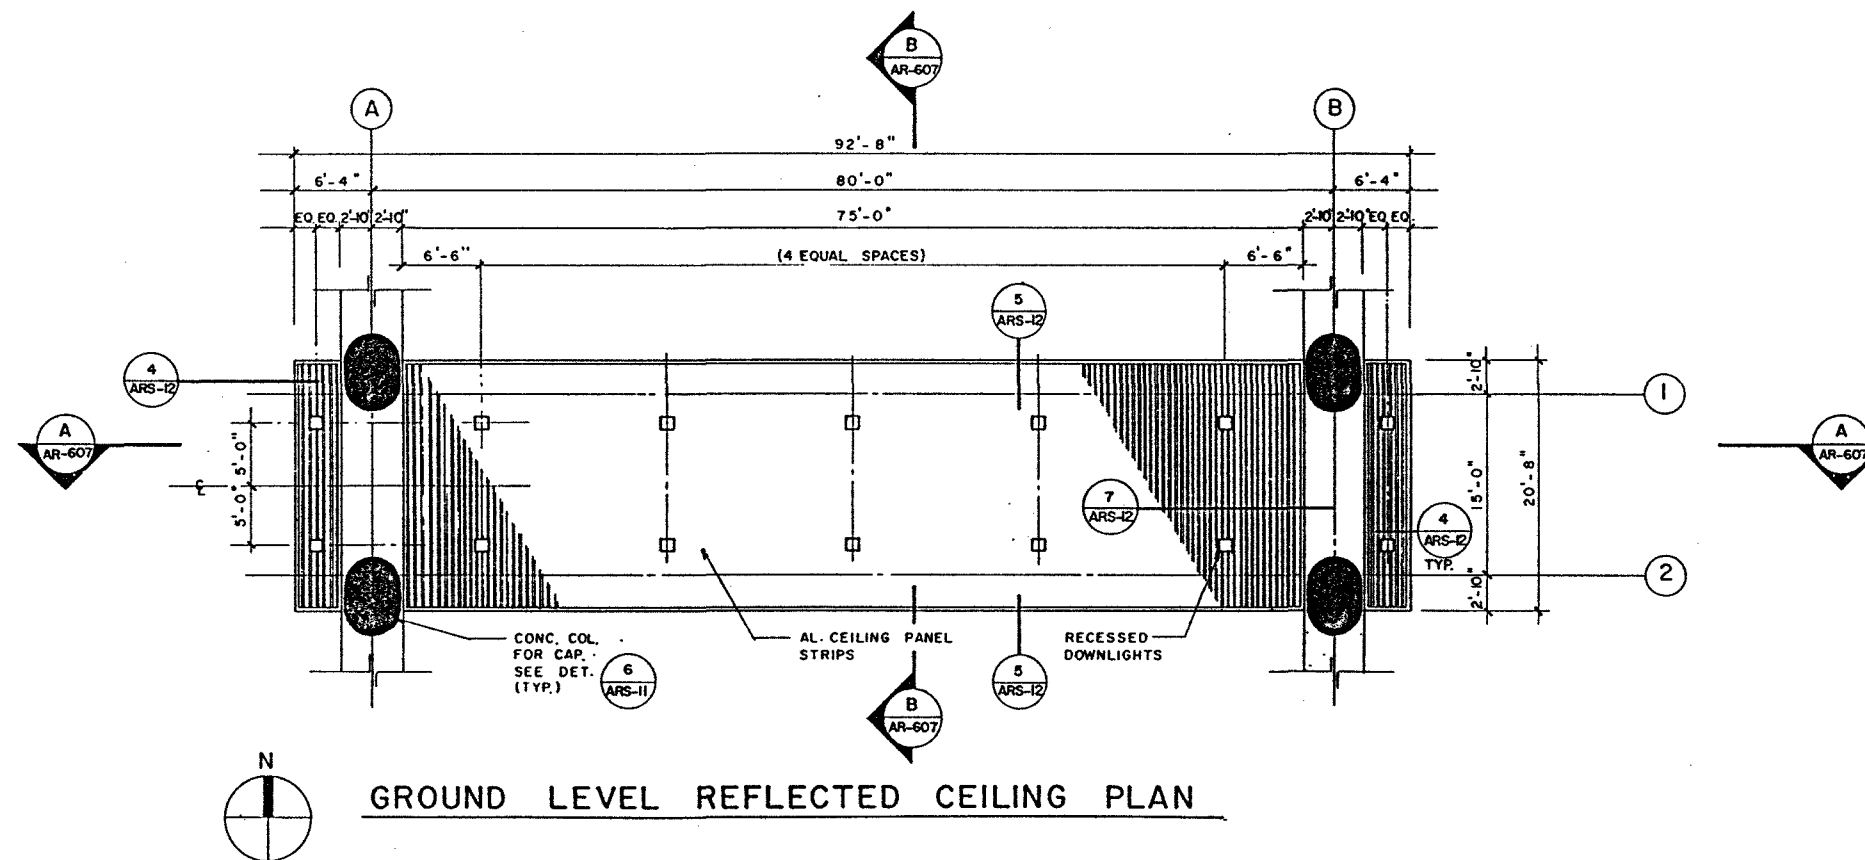 B
AR-607
A
B
92'-8"
6'-4"
80'-0"
6'-4"
EQ. EQ. 2'-10" 2'-10"
75'-0"
2'-10" 2'-10" EQ. EQ.
6'-6"
(4 EQUAL SPACES)
6'-6"
5
ARS-12
4
ARS-12
2'-10"
1
A
AR-607
5'-0"
5'-0"
℄
7
ARS-12
15'-0"
20'-8"
A
AR-607
4
ARS-12
TYP.
2
2'-10"
CONC. COL.
FOR CAP.
SEE DET.
(TYP.)
6
ARS-11
AL. CEILING PANEL
STRIPS
RECESSED
DOWNLIGHTS
5
ARS-12
B
AR-607
N
GROUND LEVEL REFLECTED CEILING PLAN